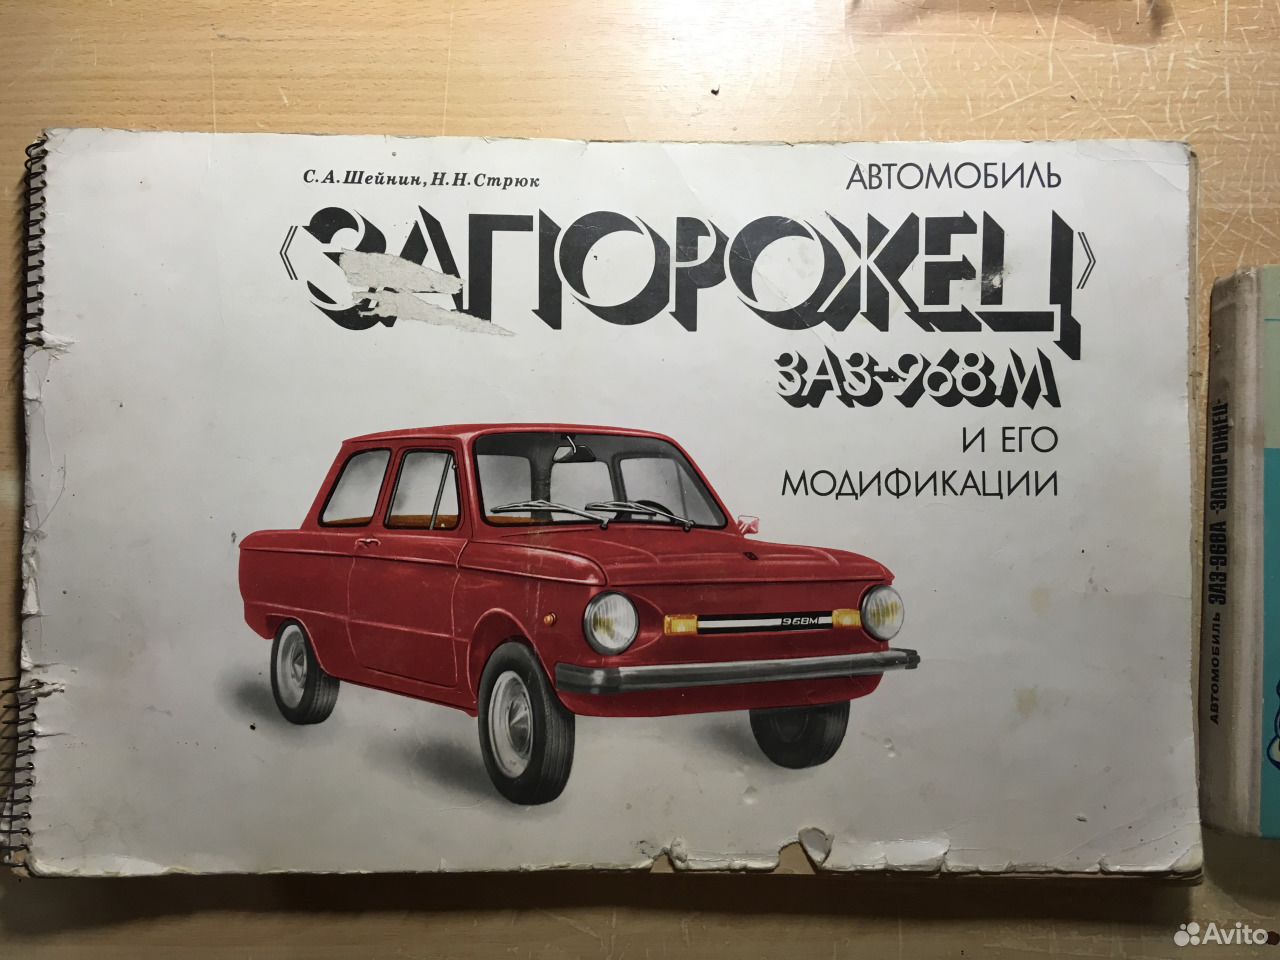 С.А.Шейнин, Н.Н.Стрюк
АВТОМОБИЛЬ
«ЗАПОРОЖЕЦ»
ЗАЗ-968М
И ЕГО
МОДИФИКАЦИИ
968М
АВТОМОБИЛЬ ЗАЗ-968А «ЗАПОРОЖЕЦ»
Avito